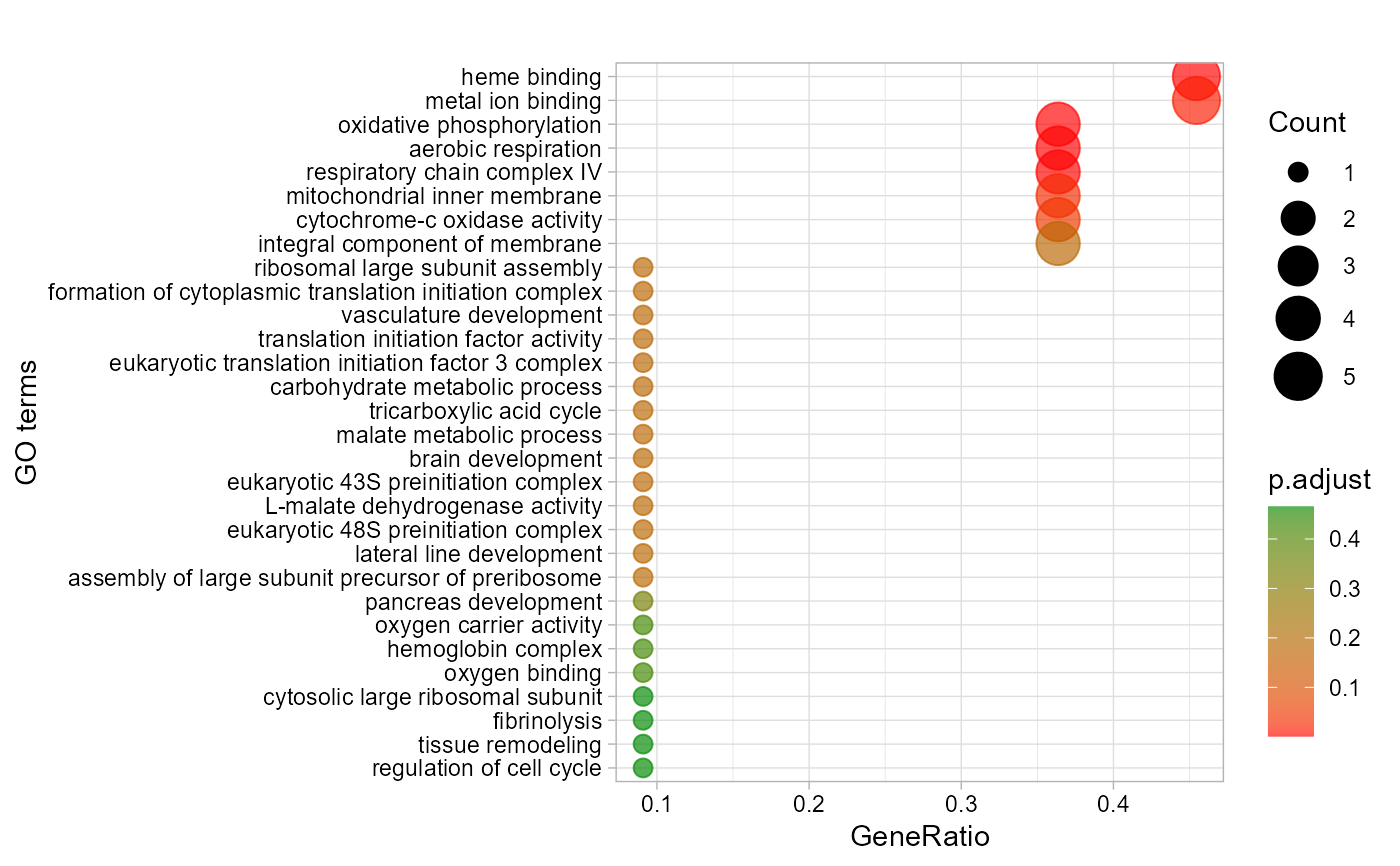 heme binding
metal ion binding
oxidative phosphorylation
aerobic respiration
respiratory chain complex IV
mitochondrial inner membrane
cytochrome-c oxidase activity
integral component of membrane
ribosomal large subunit assembly
formation of cytoplasmic translation initiation complex
vasculature development
translation initiation factor activity
eukaryotic translation initiation factor 3 complex
carbohydrate metabolic process
tricarboxylic acid cycle
malate metabolic process
brain development
eukaryotic 43S preinitiation complex
L-malate dehydrogenase activity
eukaryotic 48S preinitiation complex
lateral line development
assembly of large subunit precursor of preribosome
pancreas development
oxygen carrier activity
hemoglobin complex
oxygen binding
cytosolic large ribosomal subunit
fibrinolysis
tissue remodeling
regulation of cell cycle
GO terms
0.1 0.2 0.3 0.4
GeneRatio
Count
1
2
3
4
5
p.adjust
0.4
0.3
0.2
0.1